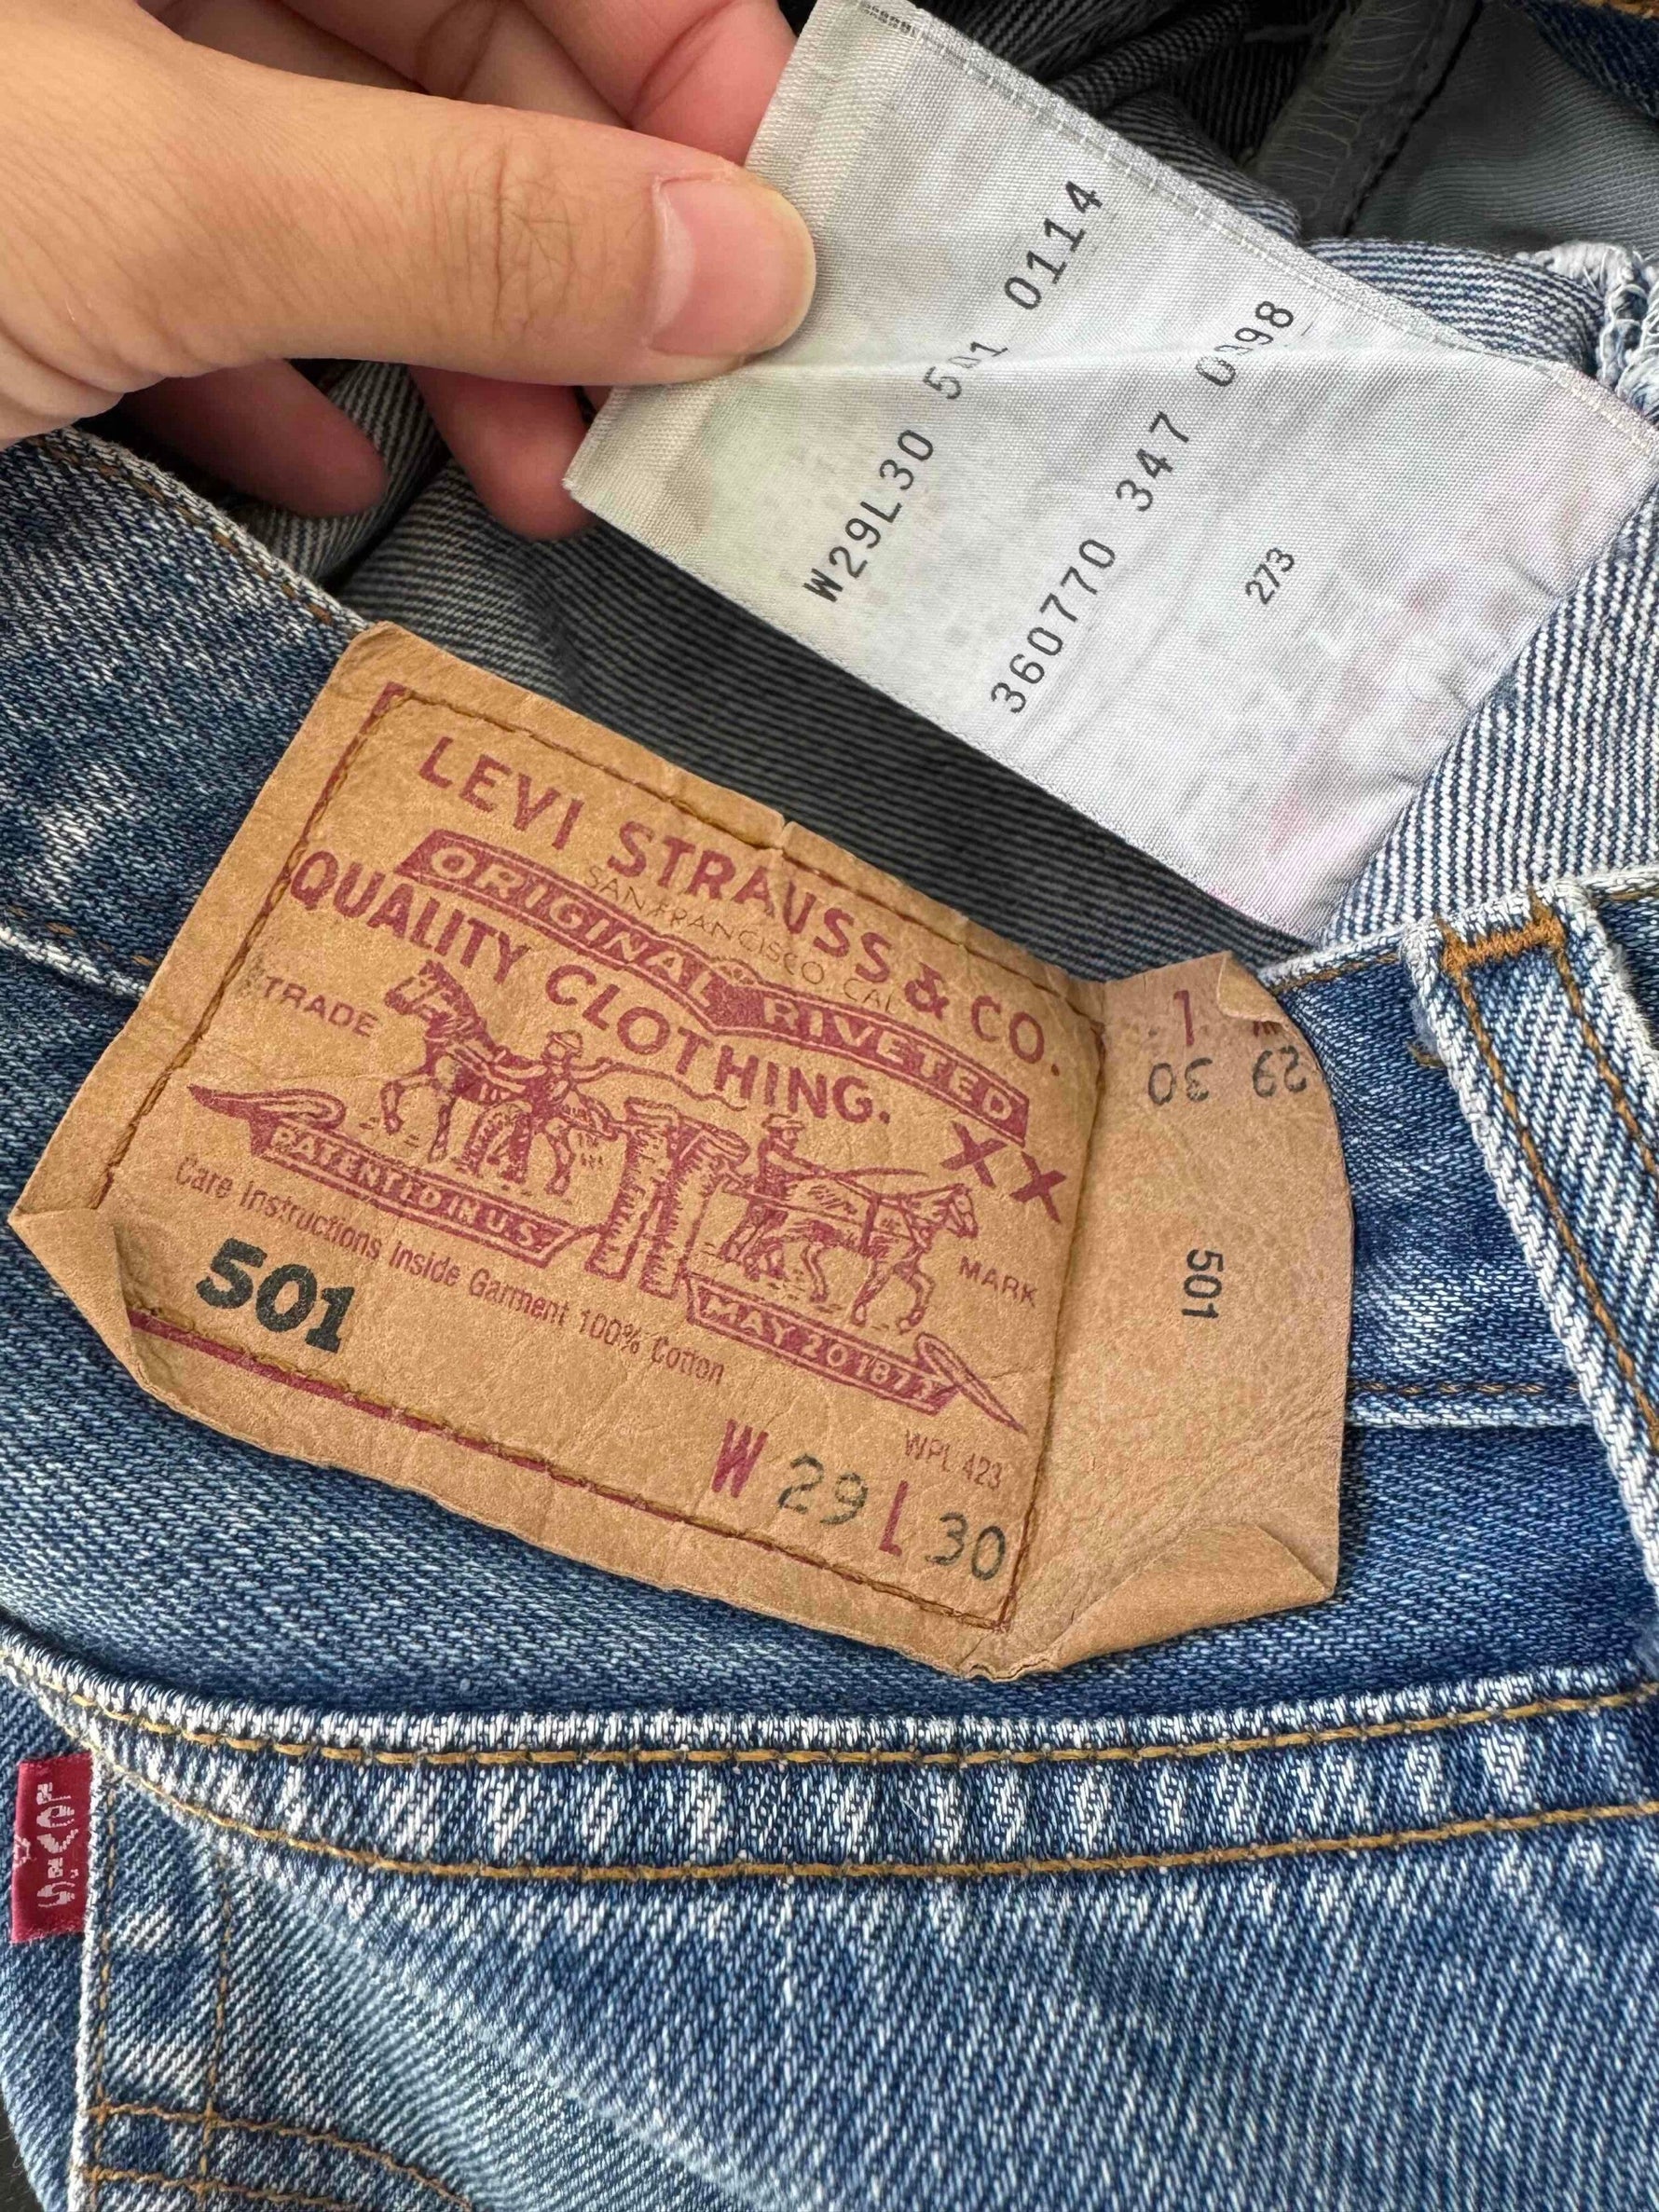 W29L30 501 0114
360770 347 0398
273
LEVI STRAUSS & CO.
SAN FRANCISCO, CAL
ORIGINAL RIVETED
QUALITY CLOTHING.
TRADE
XX
MARK
PATENTED IN U.S.
MAY 20 1873
Care Instructions Inside Garment 100% Cotton
501
WPL 423
W 29 L 30
L W
30 29
501
LEVI'S